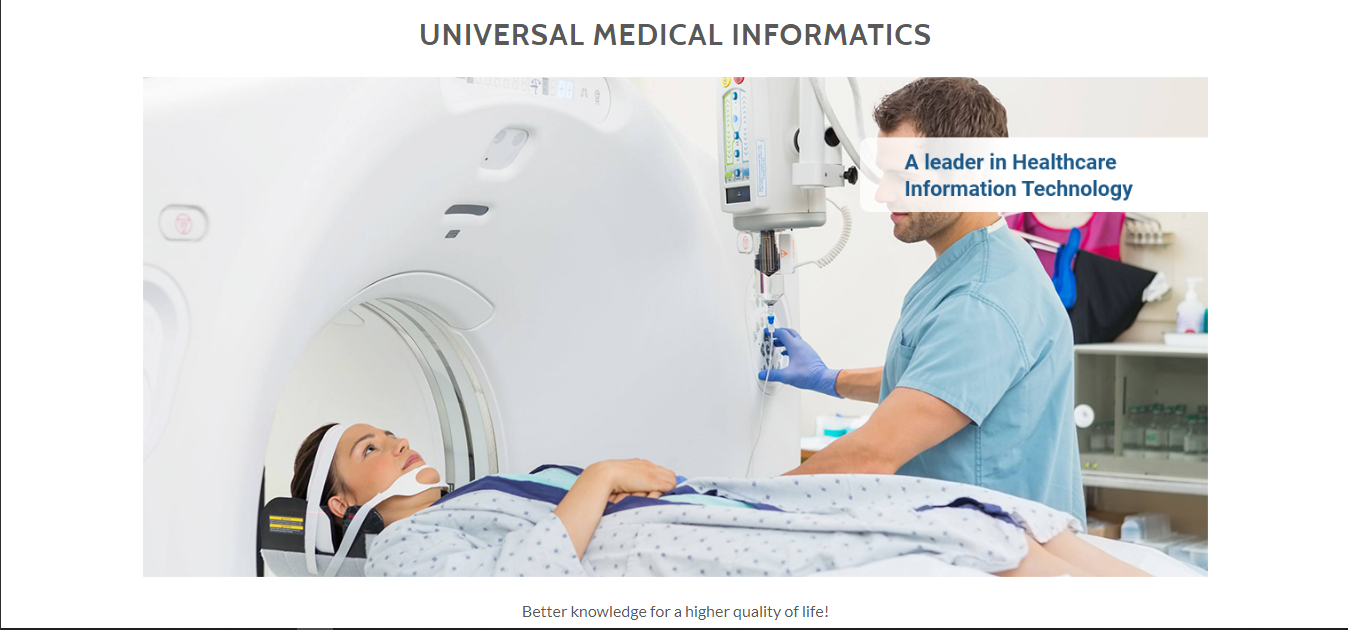 UNIVERSAL MEDICAL INFORMATICS
A leader in Healthcare
Information Technology
Better knowledge for a higher quality of life!